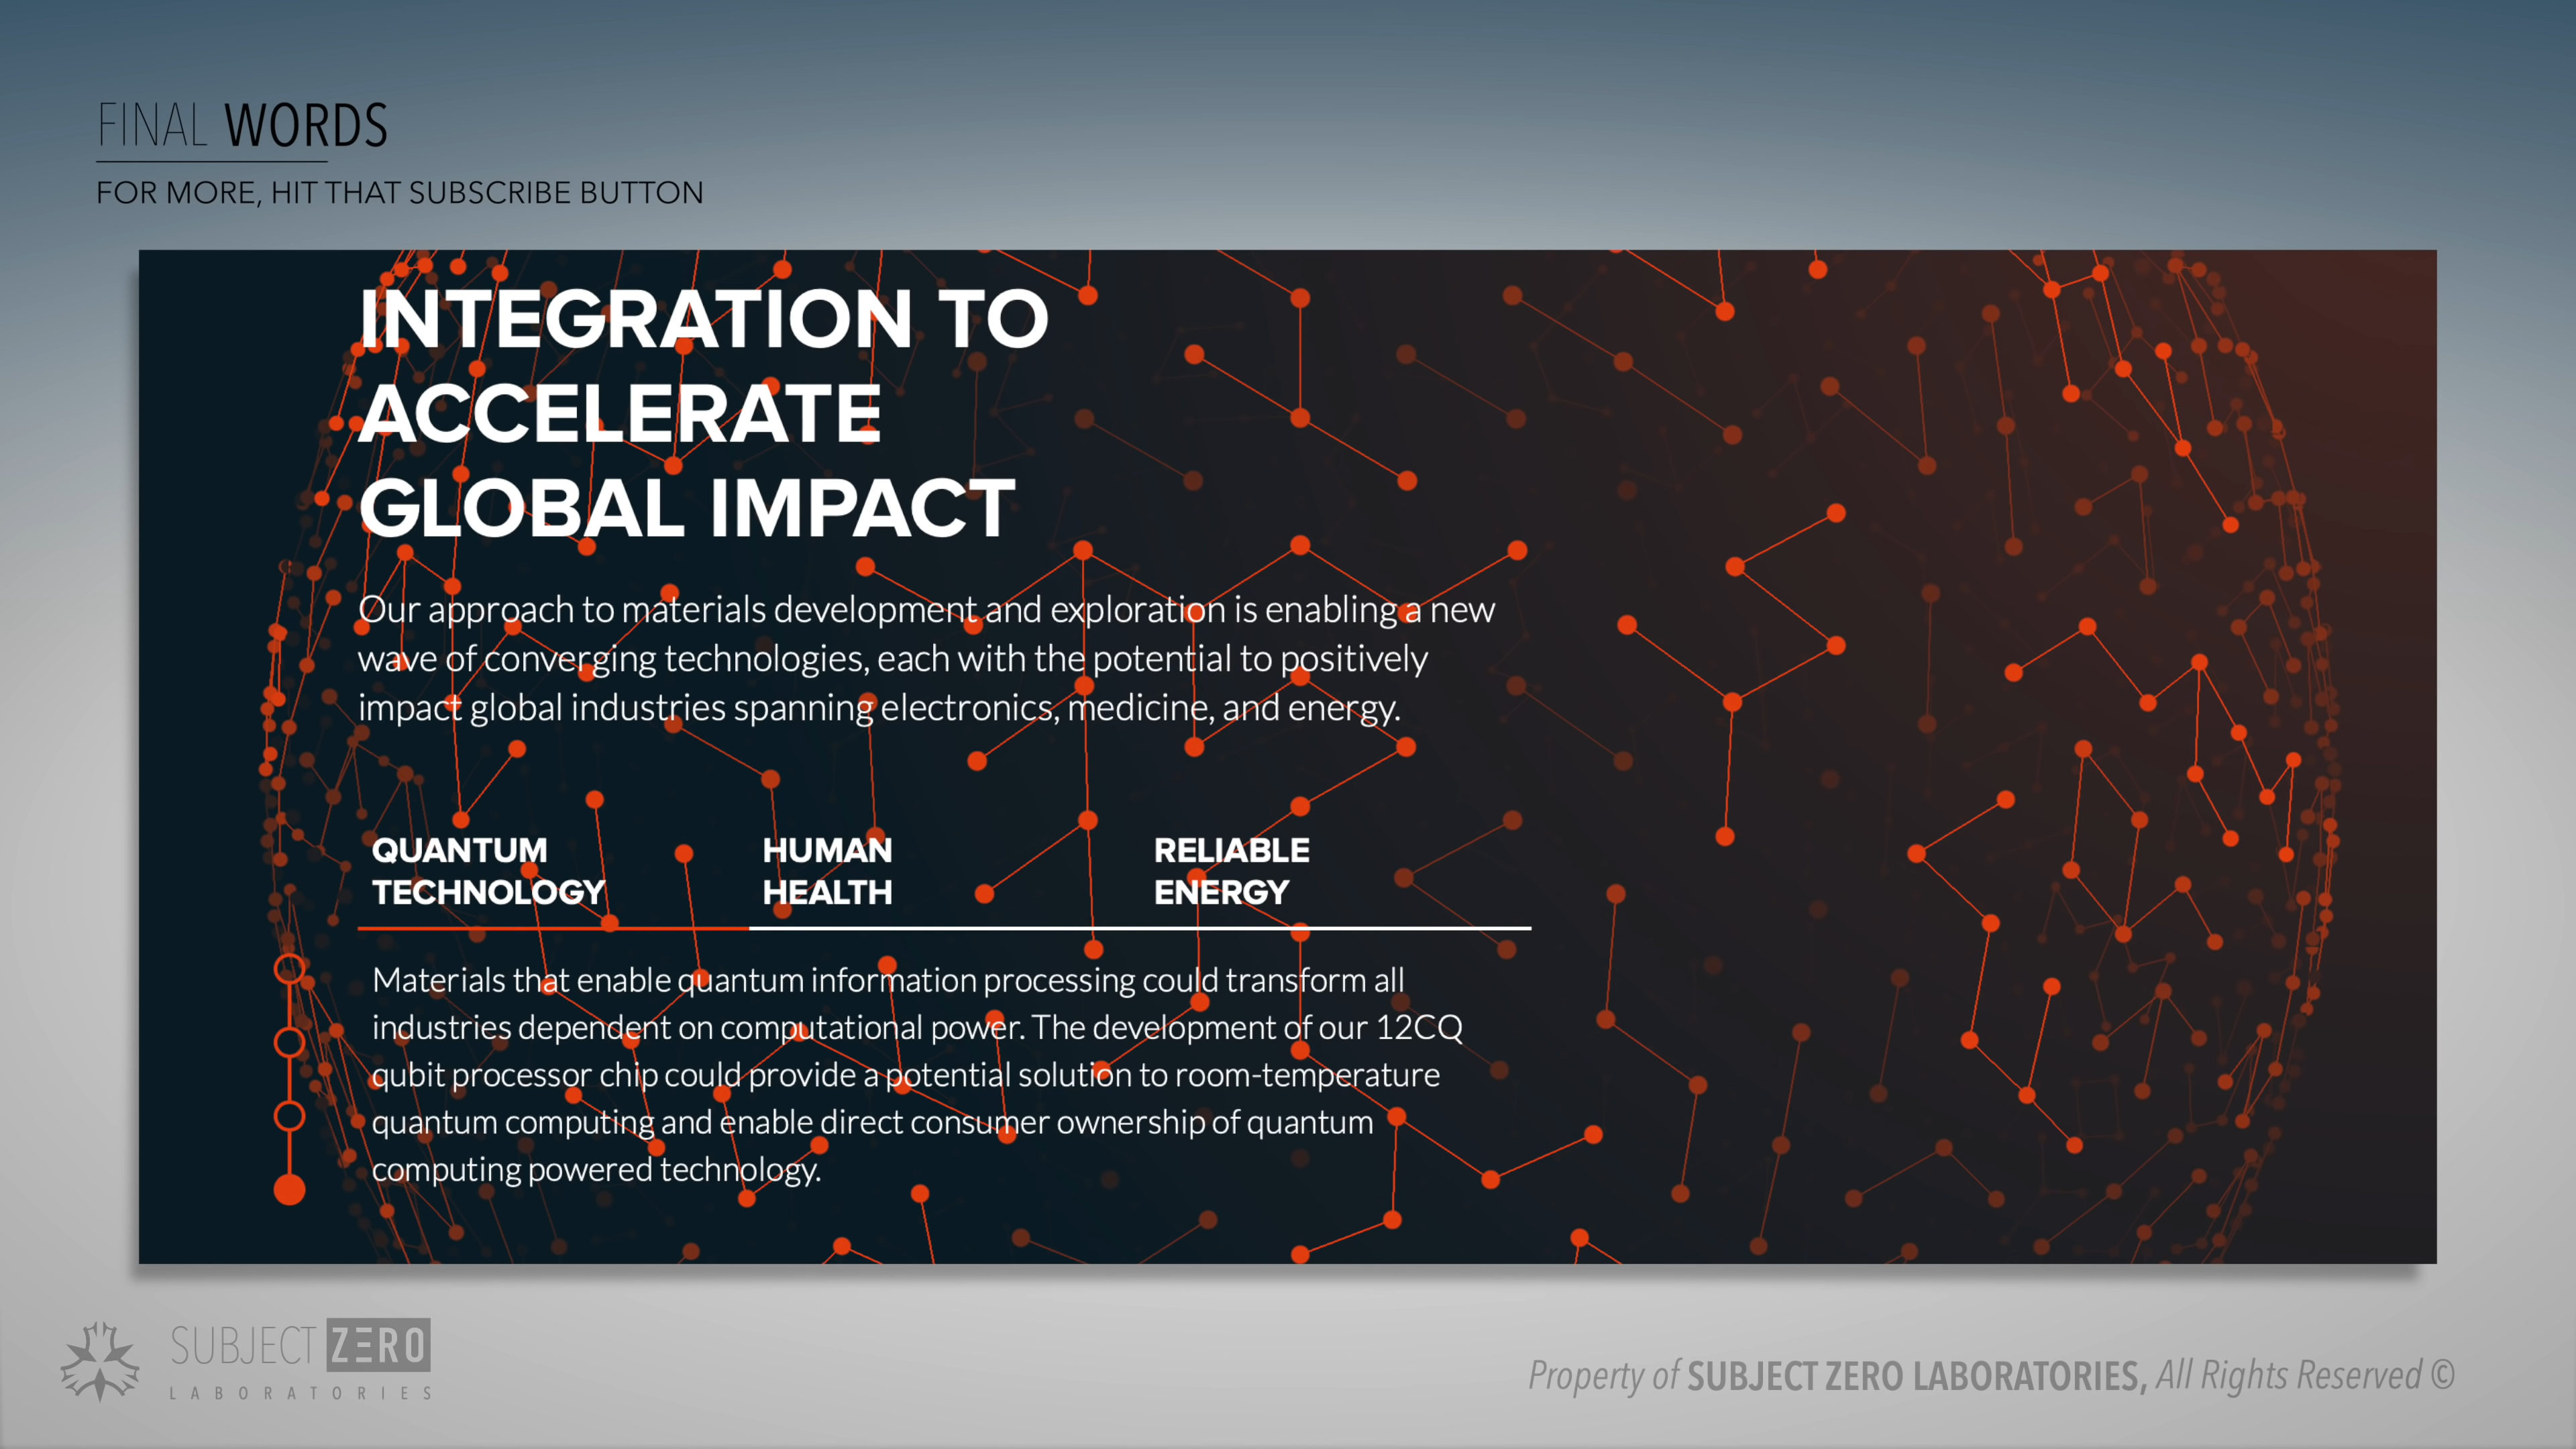 FINAL WORDS
FOR MORE, HIT THAT SUBSCRIBE BUTTON
INTEGRATION TO
ACCELERATE
GLOBAL IMPACT
Our approach to materials development and exploration is enabling a new
wave of converging technologies, each with the potential to positively
impact global industries spanning electronics, medicine, and energy.
QUANTUM
TECHNOLOGY
HUMAN
HEALTH
RELIABLE
ENERGY
Materials that enable quantum information processing could transform all
industries dependent on computational power. The development of our 12CQ
qubit processor chip could provide a potential solution to room-temperature
quantum computing and enable direct consumer ownership of quantum
computing powered technology.
SUBJECT ZERO
LABORATORIES
Property of SUBJECT ZERO LABORATORIES, All Rights Reserved ©